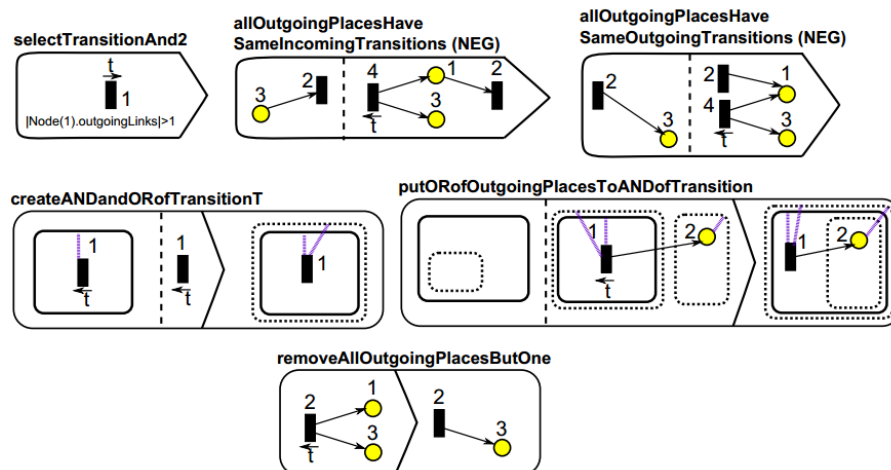 selectTransitionAnd2
t
1
|Node(1).outgoingLinks|>1
allOutgoingPlacesHave
SameIncomingTransitions (NEG)
3
2
4
1
2
3
t
allOutgoingPlacesHave
SameOutgoingTransitions (NEG)
2
3
2
1
4
3
t
createANDandORofTransitionT
1
t
1
t
1
putORofOutgoingPlacesToANDofTransition
1
2
t
1
2
removeAllOutgoingPlacesButOne
2
1
3
t
2
3